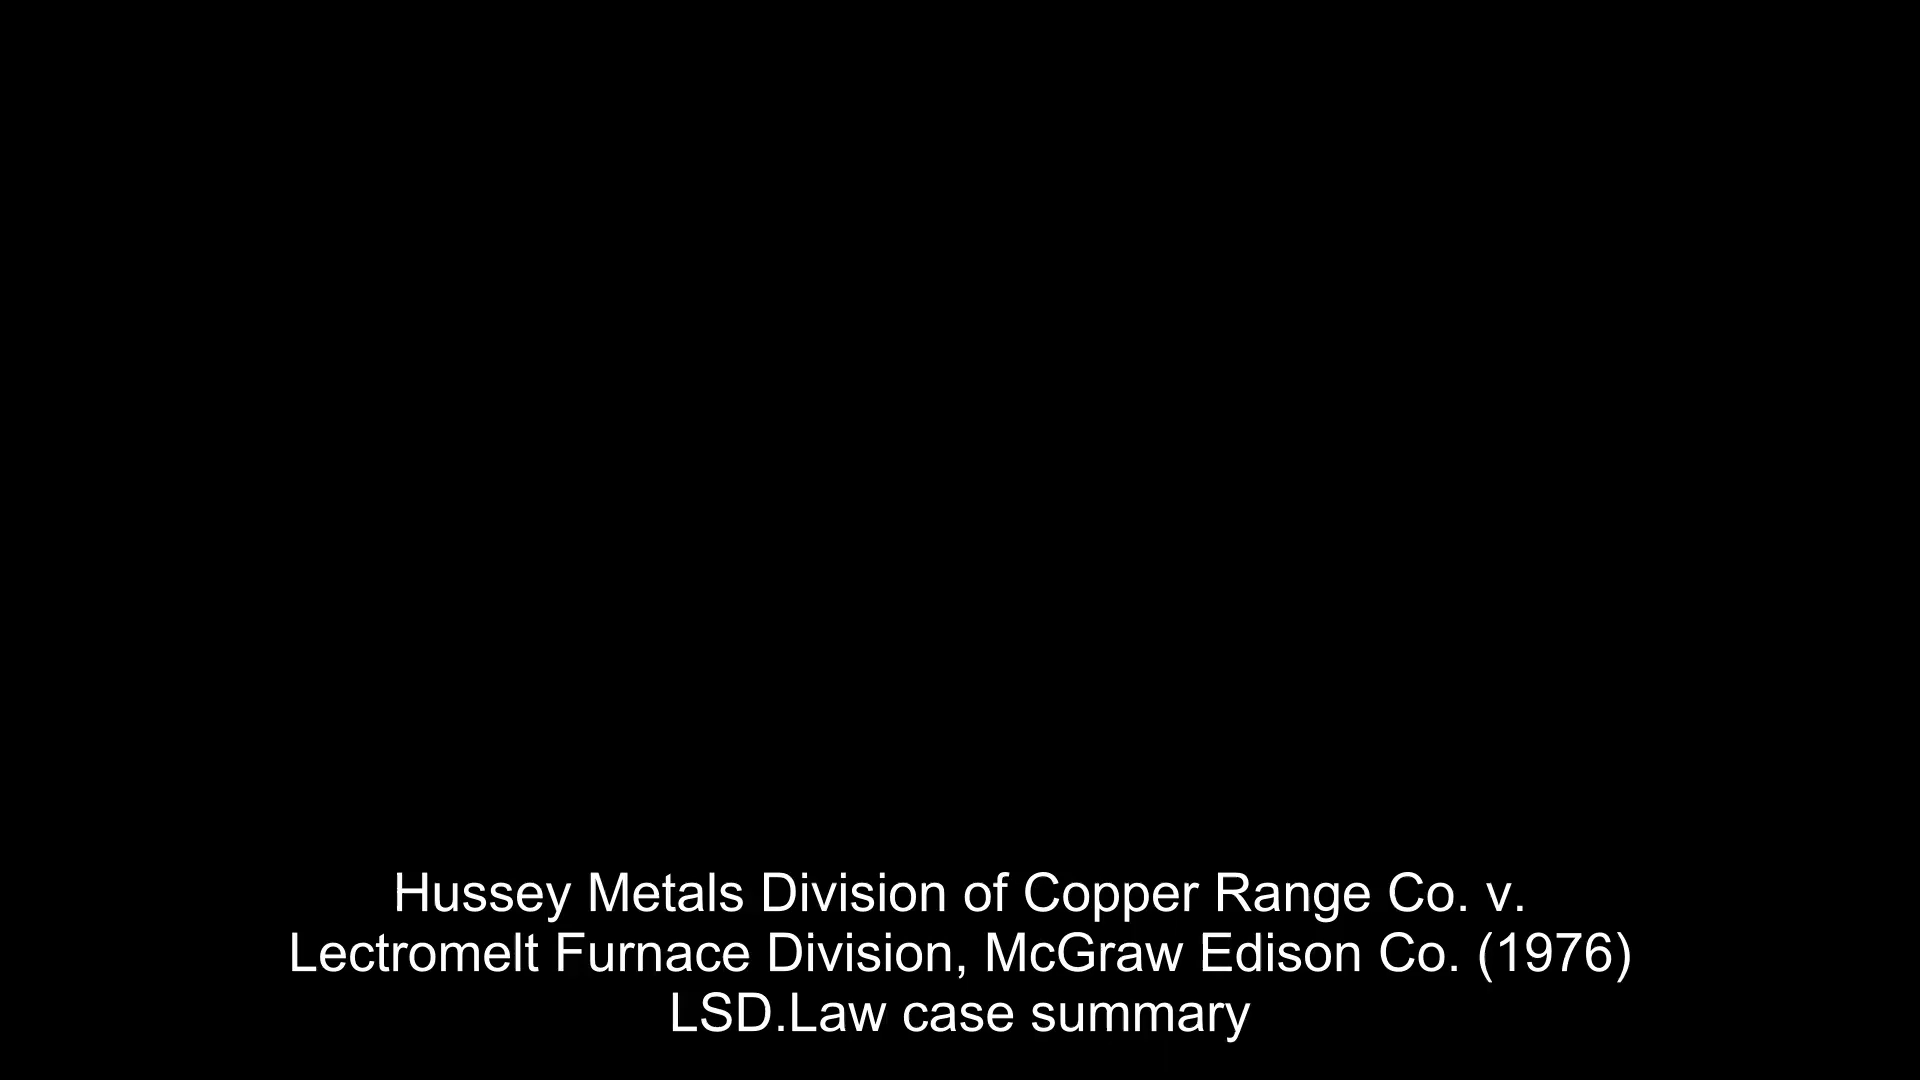 Hussey Metals Division of Copper Range Co. v.
Lectromelt Furnace Division, McGraw Edison Co. (1976)
LSD.Law case summary